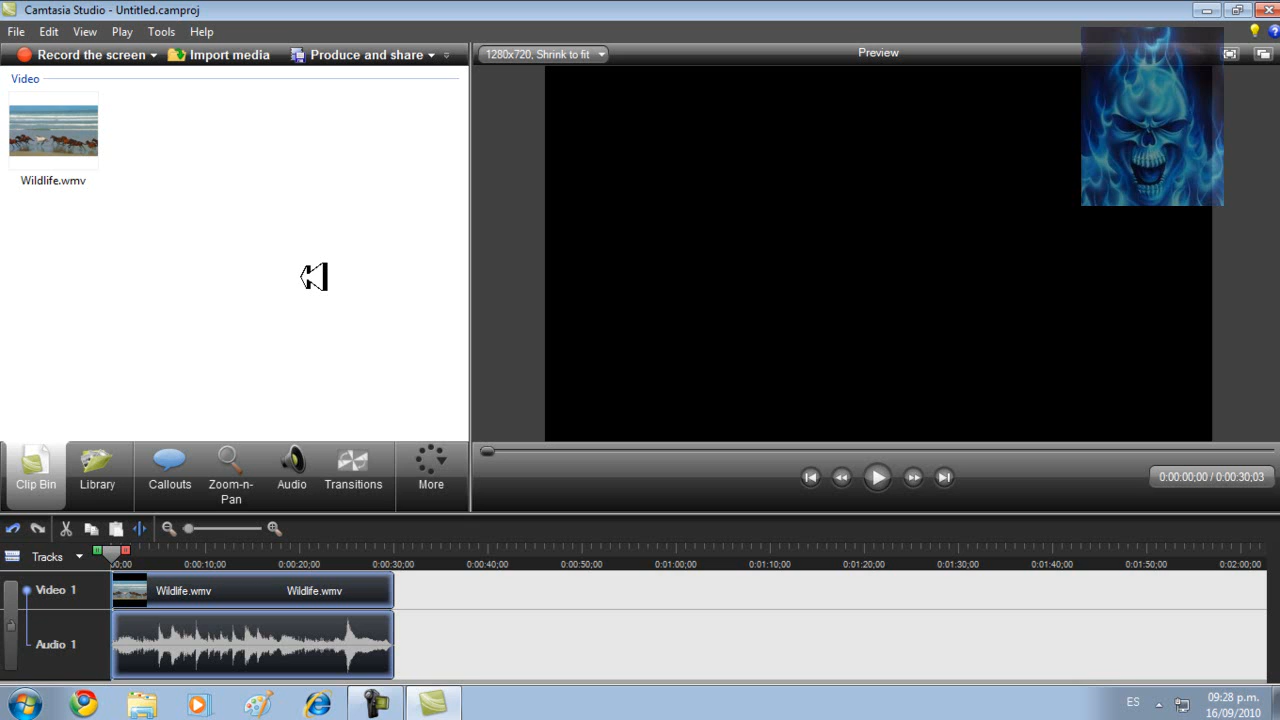 Camtasia Studio - Untitled.camproj
File Edit View Play Tools Help
Record the screen Import media Produce and share
1280x720, Shrink to fit
Preview
Video
Wildlife.wmv
Clip Bin
Library
Callouts
Zoom-n-
Pan
Audio
Transitions
More
0:00:00;00 / 0:00:30;03
Tracks
00;00 0:00:10;00 0:00:20;00 0:00:30;00 0:00:40;00 0:00:50;00 0:01:00;00 0:01:10;00 0:01:20;00 0:01:30;00 0:01:40;00 0:01:50;00 0:02:00;00
Video 1
Wildlife.wmv Wildlife.wmv
Audio 1
ES
09:28 p.m.
16/09/2010